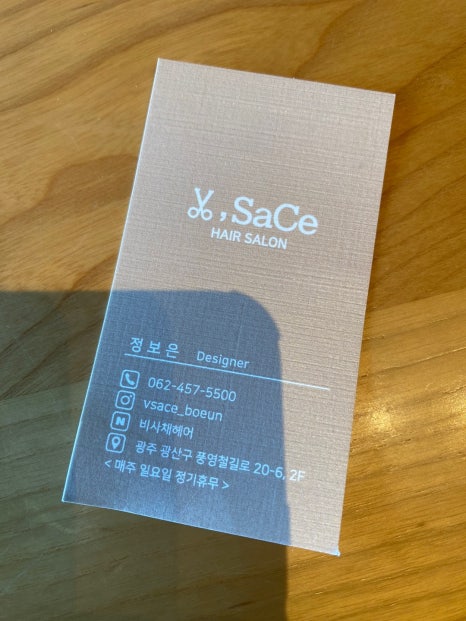 V, SaCe
HAIR SALON
정보은 Designer
062-457-5500
vsace_boeun
N 비사채헤어
광주 광산구 풍영철길로 20-6, 2F
< 매주 일요일 정기휴무 >